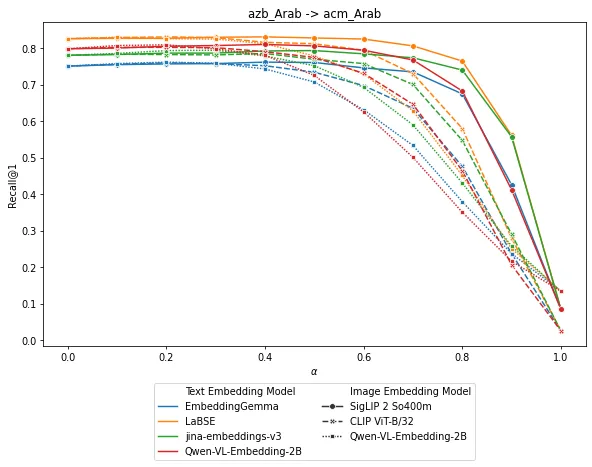 azb_Arab -> acm_Arab
Recall@1
0.8
0.7
0.6
0.5
0.4
0.3
0.2
0.1
0.0
0.0 0.2 0.4 0.6 0.8 1.0
α
Text Embedding Model
EmbeddingGemma
LaBSE
jina-embeddings-v3
Qwen-VL-Embedding-2B
Image Embedding Model
SigLIP 2 So400m
CLIP ViT-B/32
Qwen-VL-Embedding-2B